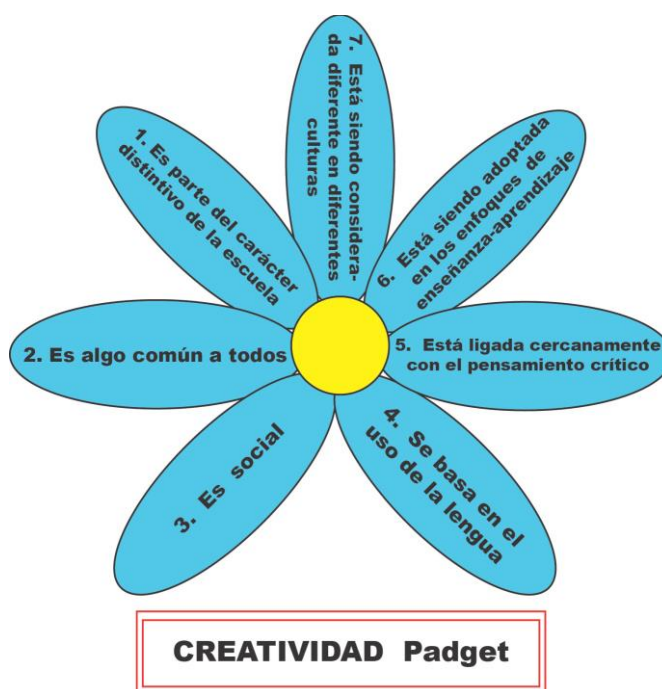 1. Es parte del carácter
distintivo de la escuela
2. Es algo común a todos
3. Es social
4. Se basa en el
uso de la lengua
5. Está ligada cercanamente
con el pensamiento crítico
6. Está siendo adoptada
en los enfoques de
enseñanza-aprendizaje
7. Está siendo considera-
da diferente en diferentes
culturas
CREATIVIDAD Padget